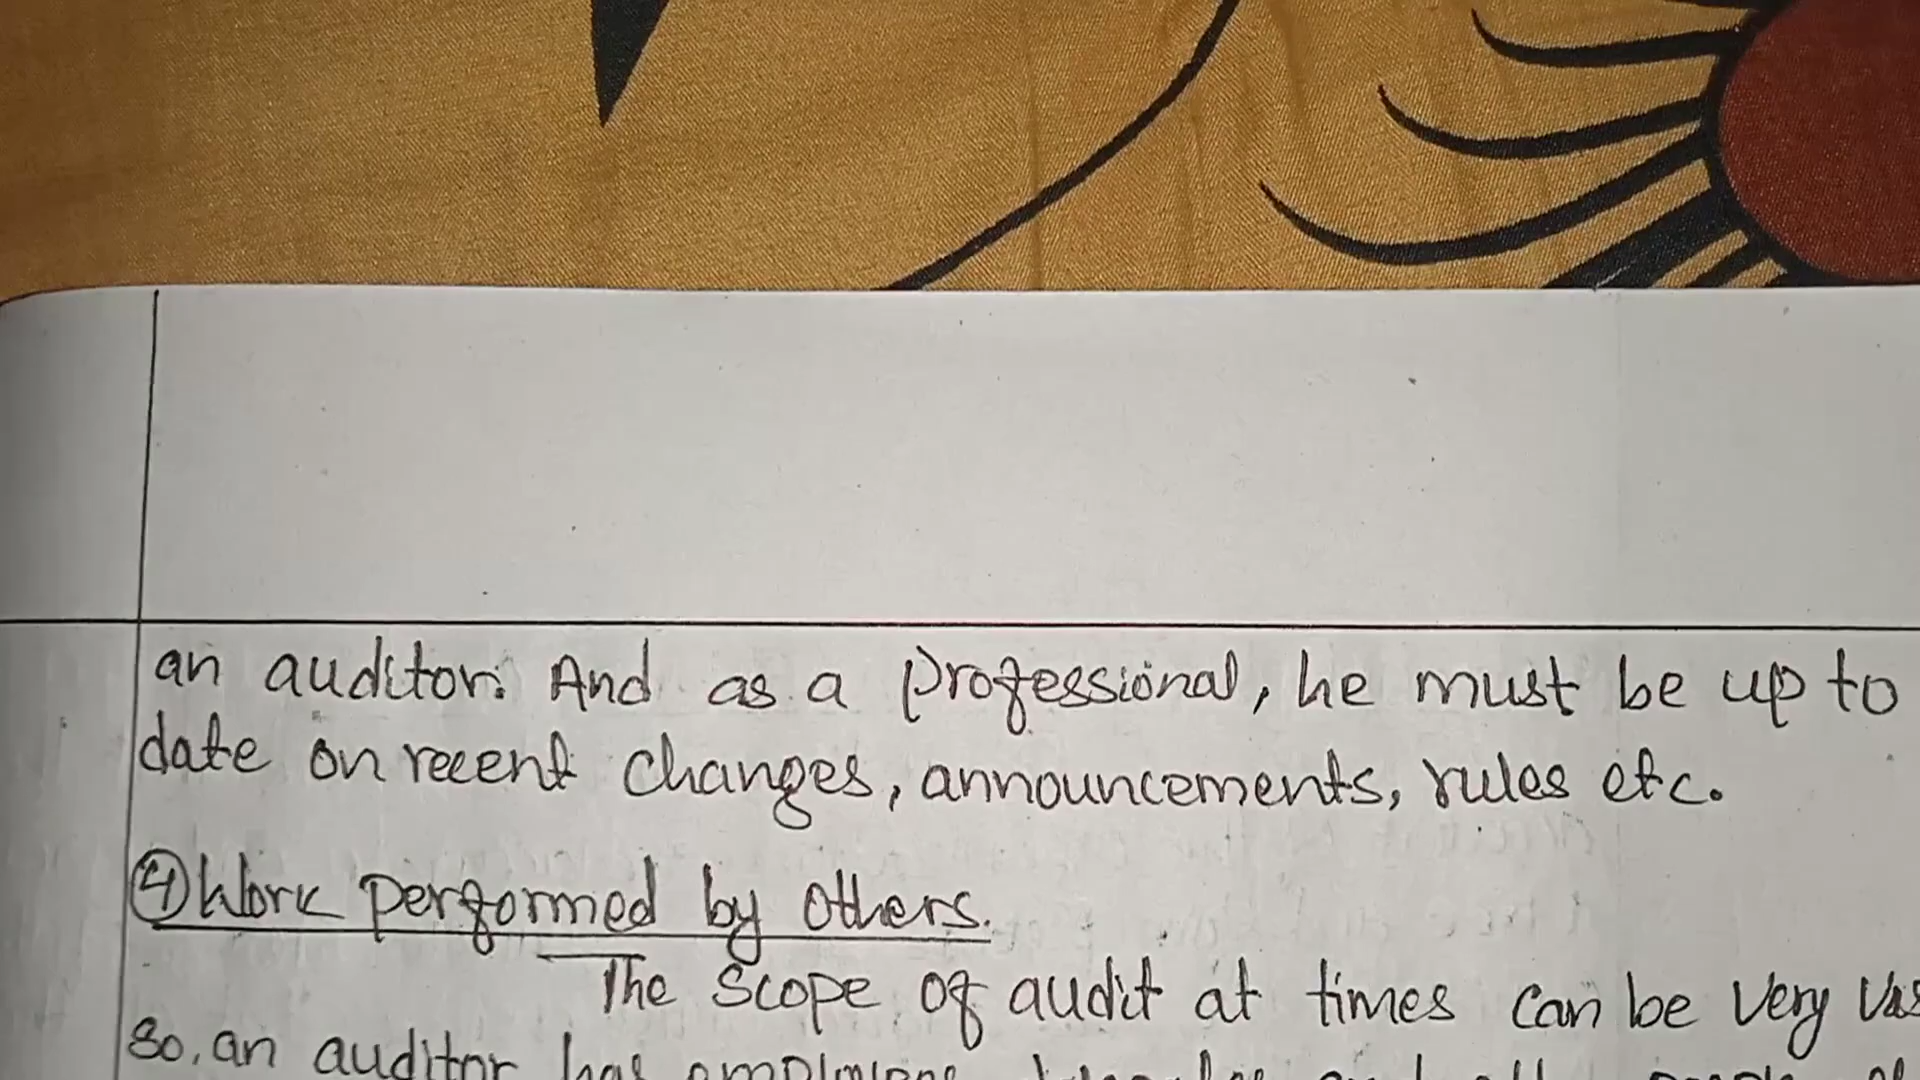 an auditor. And as a professional, he must be up to
date on recent changes, announcements, rules etc.
④ Work performed by others.
The scope of audit at times can be very
So, an auditor has